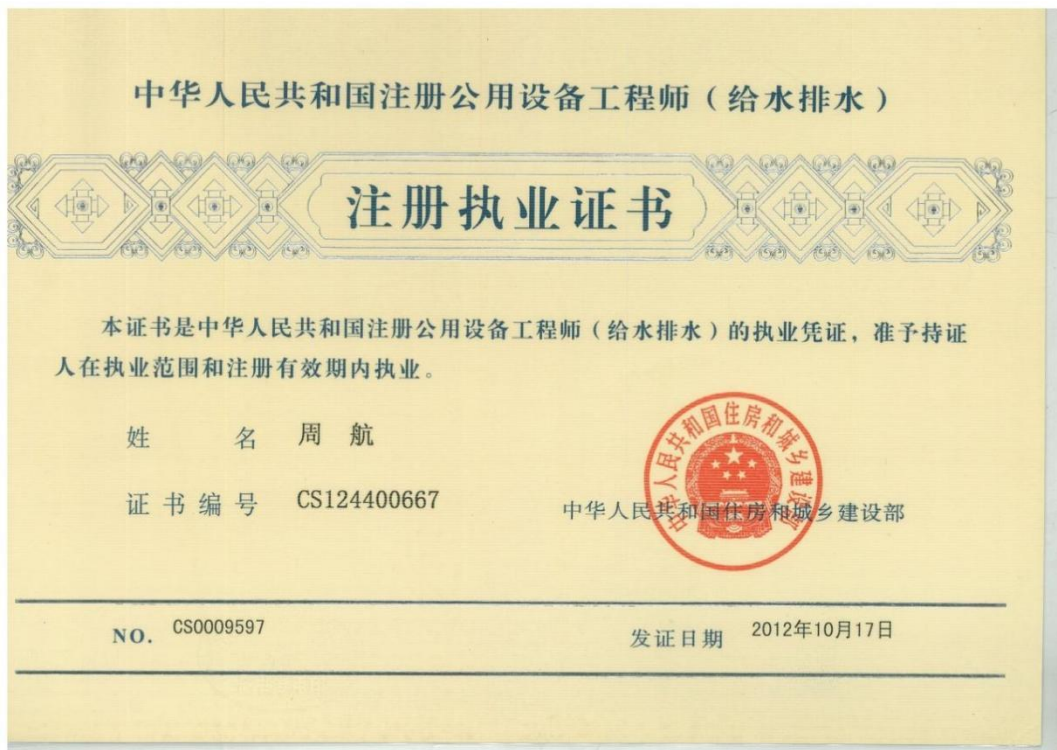 中华人民共和国注册公用设备工程师（给水排水）
注册执业证书
本证书是中华人民共和国注册公用设备工程师（给水排水）的执业凭证，准予持证
人在执业范围和注册有效期内执业。
姓 名 周 航
证书编号 CS124400667
中华人民共和国住房和城乡建设部
中华人民共和国住房和城乡建设部
NO. CS0009597
发证日期 2012年10月17日